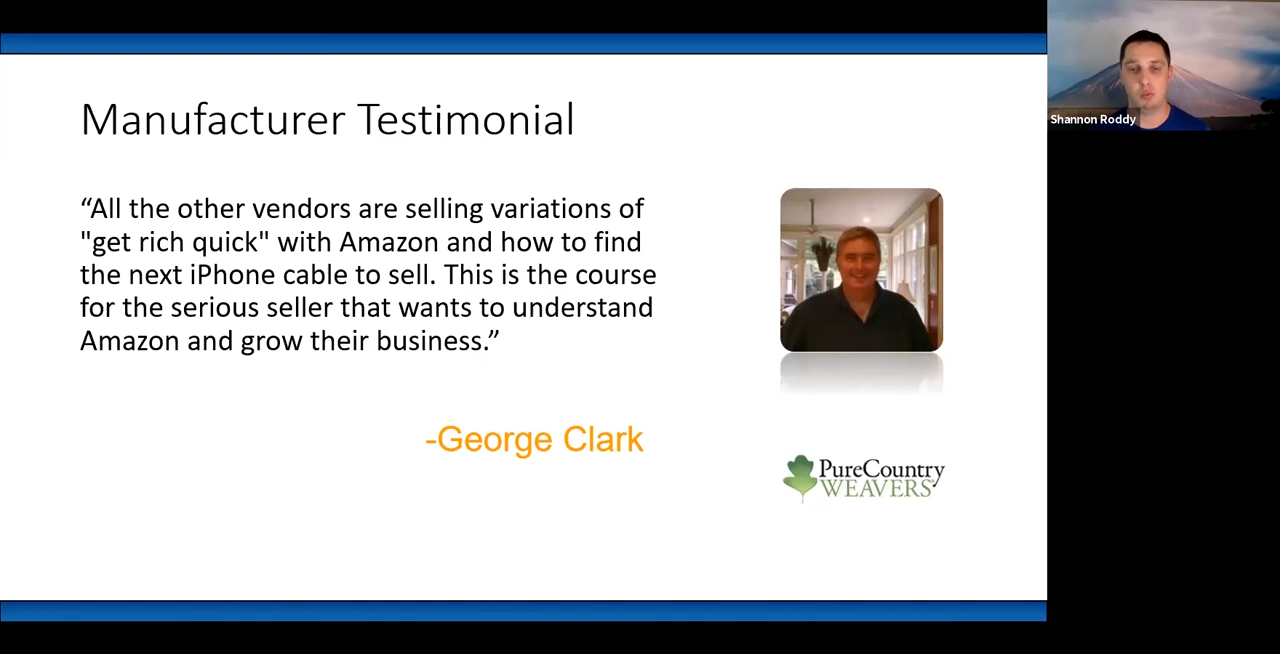 Manufacturer Testimonial
“All the other vendors are selling variations of
"get rich quick" with Amazon and how to find
the next iPhone cable to sell. This is the course
for the serious seller that wants to understand
Amazon and grow their business.”
-George Clark
PureCountry
WEAVERS®
Shannon Roddy